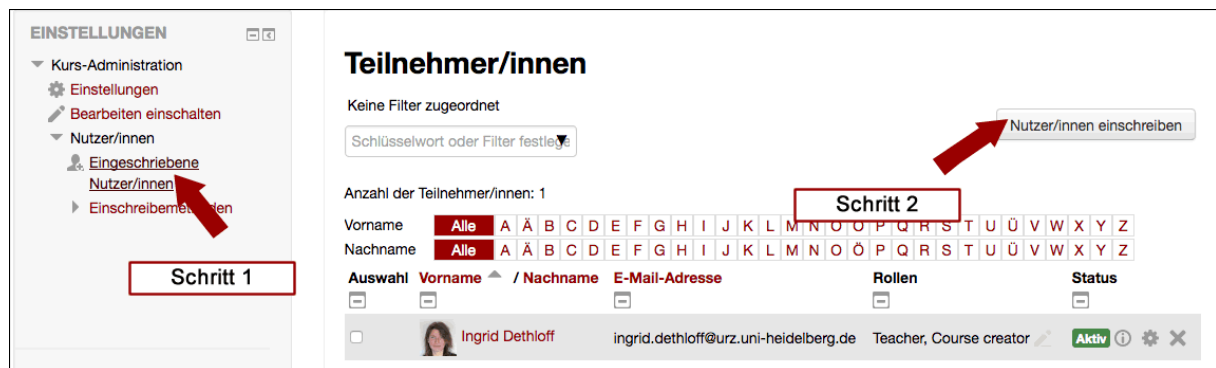 EINSTELLUNGEN
Kurs-Administration
Einstellungen
Bearbeiten einschalten
Nutzer/innen
Eingeschriebene
Nutzer/innen
Schritt 1
Teilnehmer/innen
Keine Filter zugeordnet
Schlüsselwort oder Filter
Nutzer/innen einschreiben
Anzahl der Teilnehmer/innen: 1
Schritt 2
Vorname Alle A Ä B C D E F G H I J K L M N O Ö P Q R S T U Ü V W X Y Z
Nachname Alle A Ä B C D E F G H I J K L M N O Ö P Q R S T U Ü V W X Y Z
Auswahl Vorname / Nachname E-Mail-Adresse Rollen Status
Ingrid Dethloff ingrid.dethloff@urz.uni-heidelberg.de Teacher, Course creator Aktiv